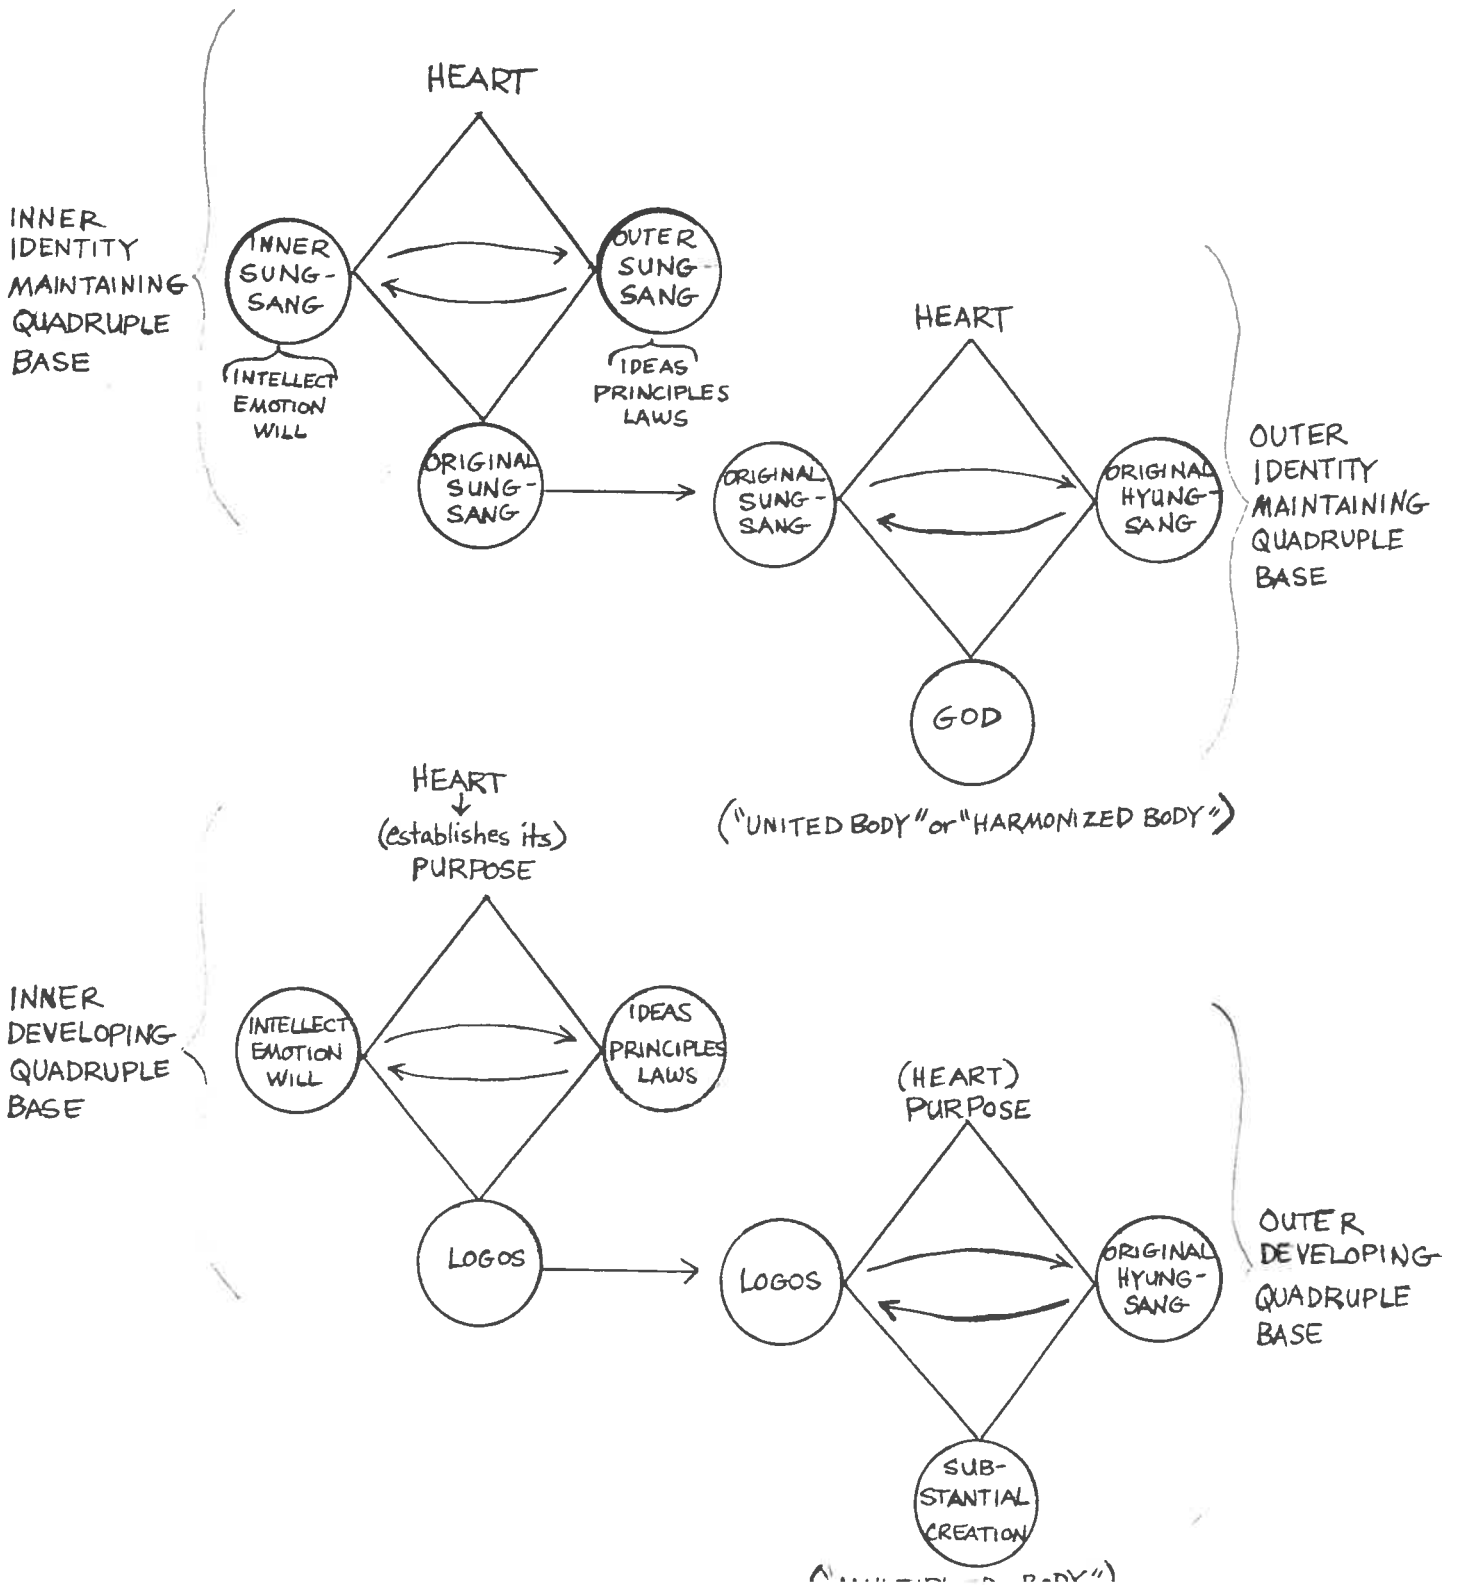 HEART
INNER
IDENTITY
MAINTAINING
QUADRUPLE
BASE
INNER
SUNG-
SANG
OUTER
SUNG-
SANG
INTELLECT
EMOTION
WILL
IDEAS
PRINCIPLES
LAWS
ORIGINAL
SUNG-
SANG
HEART
ORIGINAL
SUNG-
SANG
ORIGINAL
HYUNG-
SANG
OUTER
IDENTITY
MAINTAINING
QUADRUPLE
BASE
GOD
("UNITED BODY" or "HARMONIZED BODY")
HEART
(establishes its)
PURPOSE
INNER
DEVELOPING
QUADRUPLE
BASE
INTELLECT
EMOTION
WILL
IDEAS
PRINCIPLES
LAWS
LOGOS
(HEART)
PURPOSE
LOGOS
ORIGINAL
HYUNG-
SANG
OUTER
DEVELOPING
QUADRUPLE
BASE
SUB-
STANTIAL
CREATION
BODY")